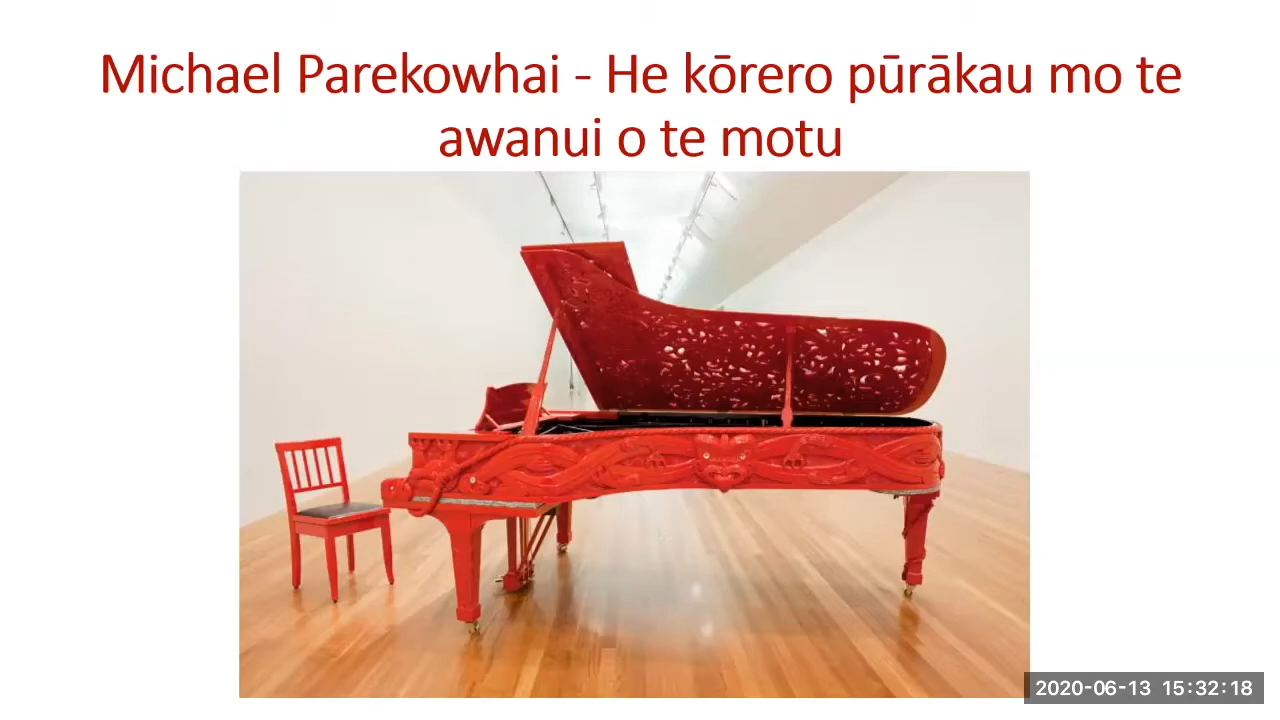 Michael Parekowhai - He kōrero pūrākau mo te
awanui o te motu
2020-06-13 15:32:18